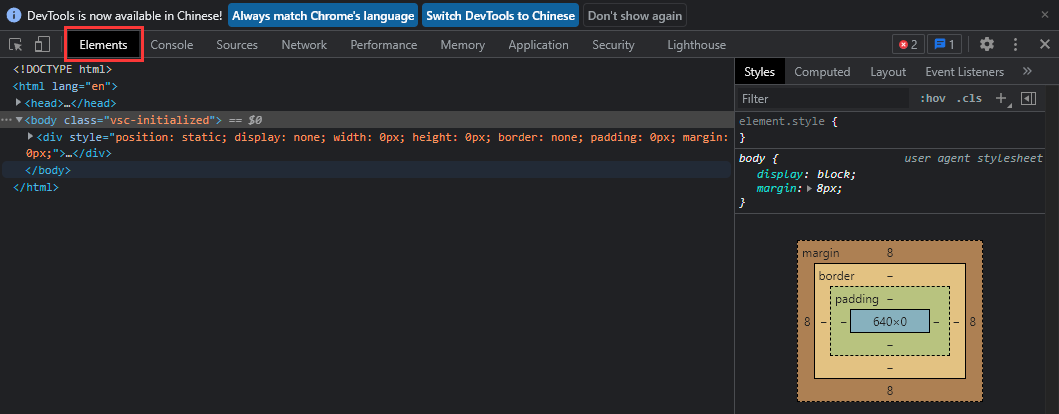 DevTools is now available in Chinese! Always match Chrome's language Switch DevTools to Chinese Don't show again
Elements Console Sources Network Performance Memory Application Security Lighthouse 2 1
<!DOCTYPE html>
<html lang="en">
<head>…</head>
<body class="vsc-initialized"> == $0
<div style="position: static; display: none; width: 0px; height: 0px; border: none; padding: 0px; margin:
0px;">…</div>
</body>
</html>
Styles Computed Layout Event Listeners
Filter :hov .cls
element.style {
}
body { user agent stylesheet
display: block;
margin: 8px;
}
margin 8
border –
padding –
8 – – 640×0 – – 8
–
–
8